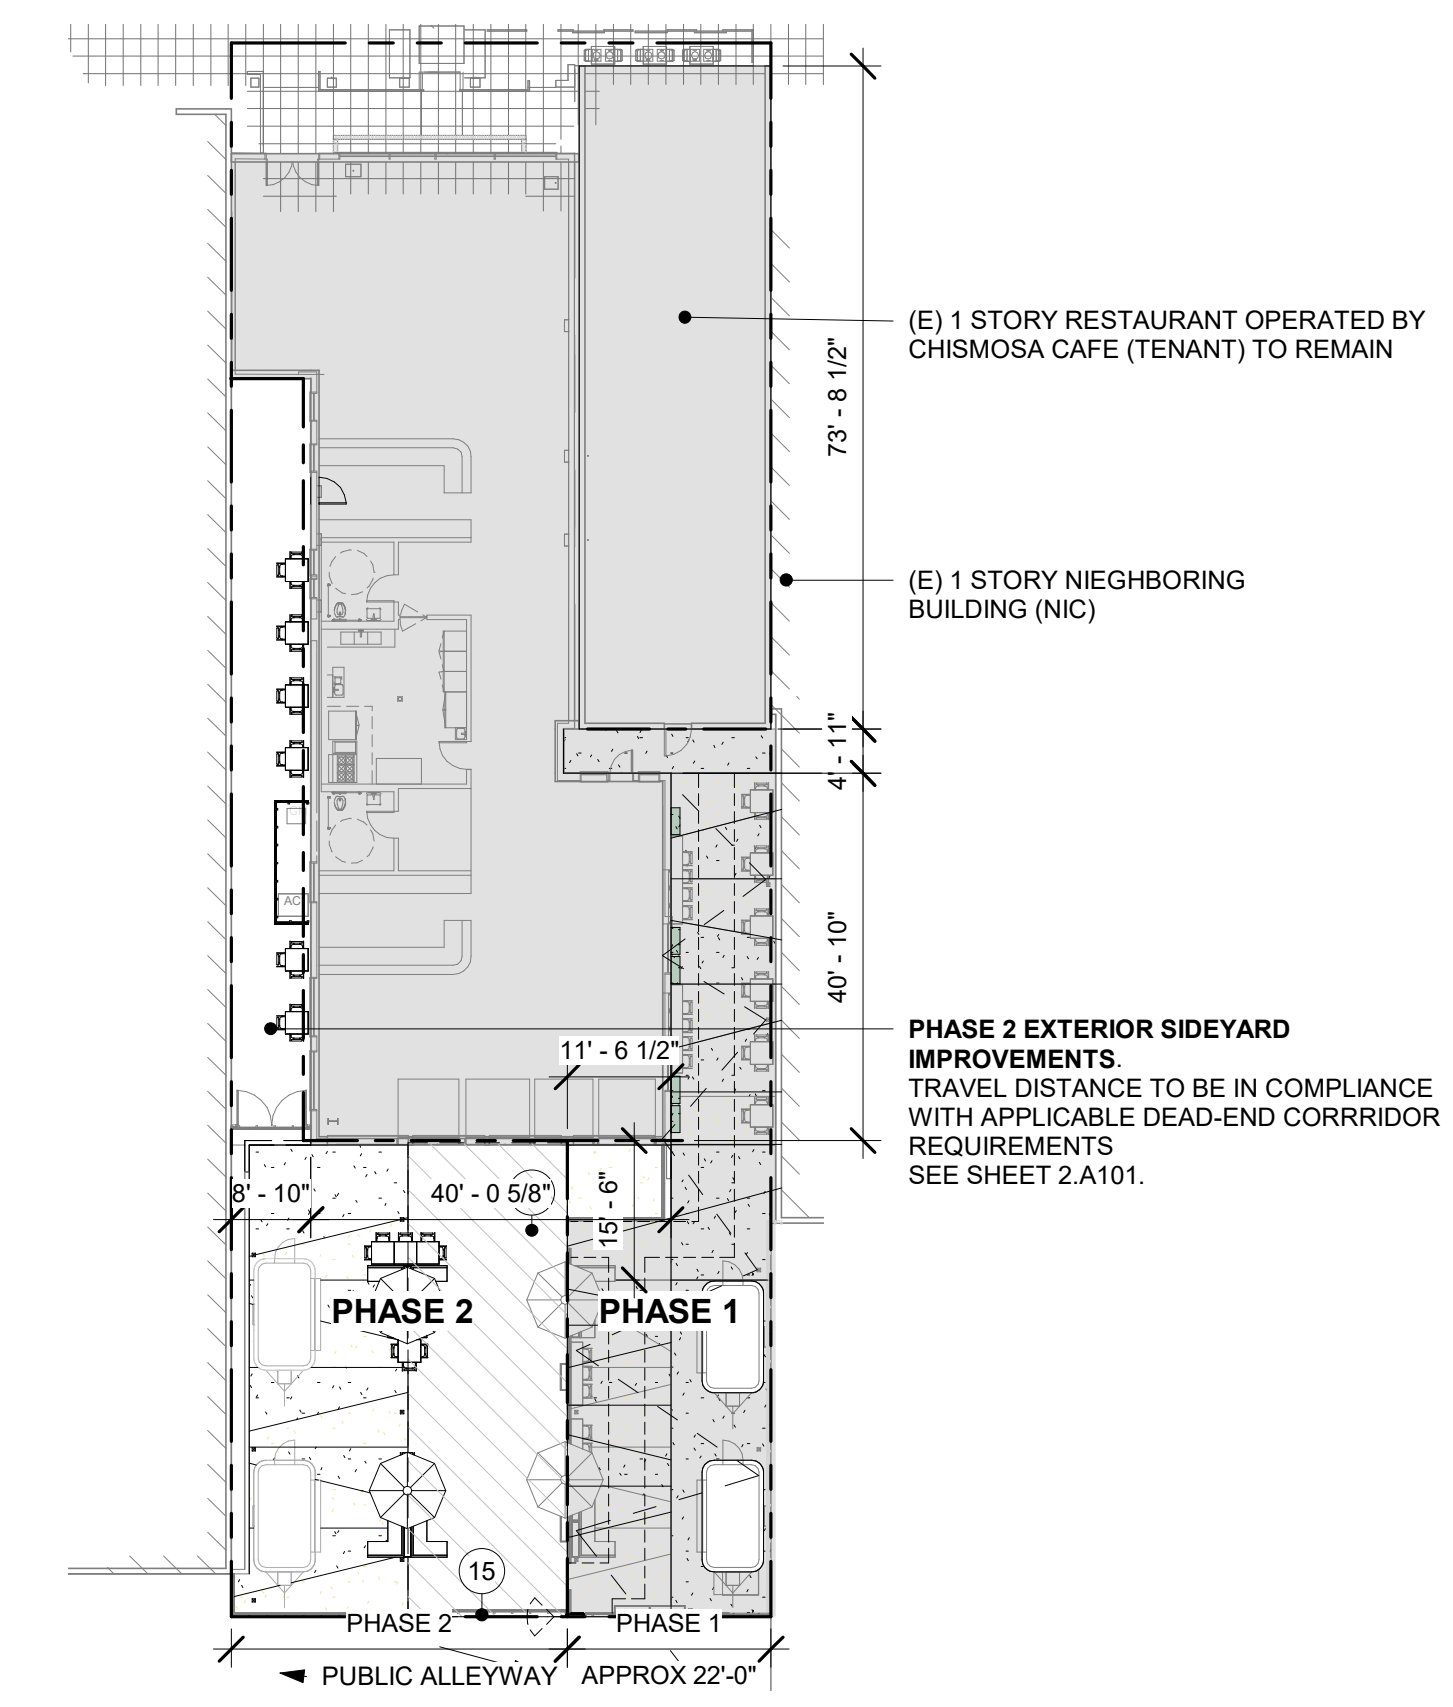 (E) 1 STORY RESTAURANT OPERATED BY
CHISMOSA CAFE (TENANT) TO REMAIN
73' - 8 1/2"
(E) 1 STORY NIEGHBORING
BUILDING (NIC)
4' - 11"
AC
40' - 10"
PHASE 2 EXTERIOR SIDEYARD
IMPROVEMENTS.
TRAVEL DISTANCE TO BE IN COMPLIANCE
WITH APPLICABLE DEAD-END CORRRIDOR
REQUIREMENTS
SEE SHEET 2.A101.
11' - 6 1/2"
8' - 10"
40' - 0 5/8"
15' - 6"
PHASE 2
PHASE 1
15
PHASE 2
PHASE 1
PUBLIC ALLEYWAY
APPROX 22'-0"